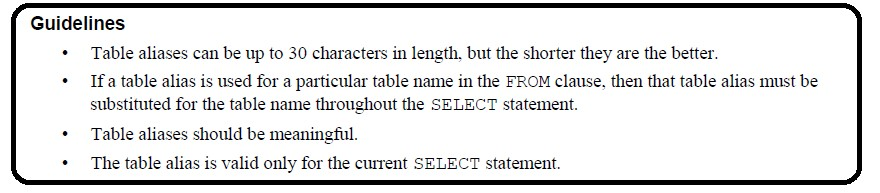 Guidelines
• Table aliases can be up to 30 characters in length, but the shorter they are the better.
• If a table alias is used for a particular table name in the FROM clause, then that table alias must be
substituted for the table name throughout the SELECT statement.
• Table aliases should be meaningful.
• The table alias is valid only for the current SELECT statement.